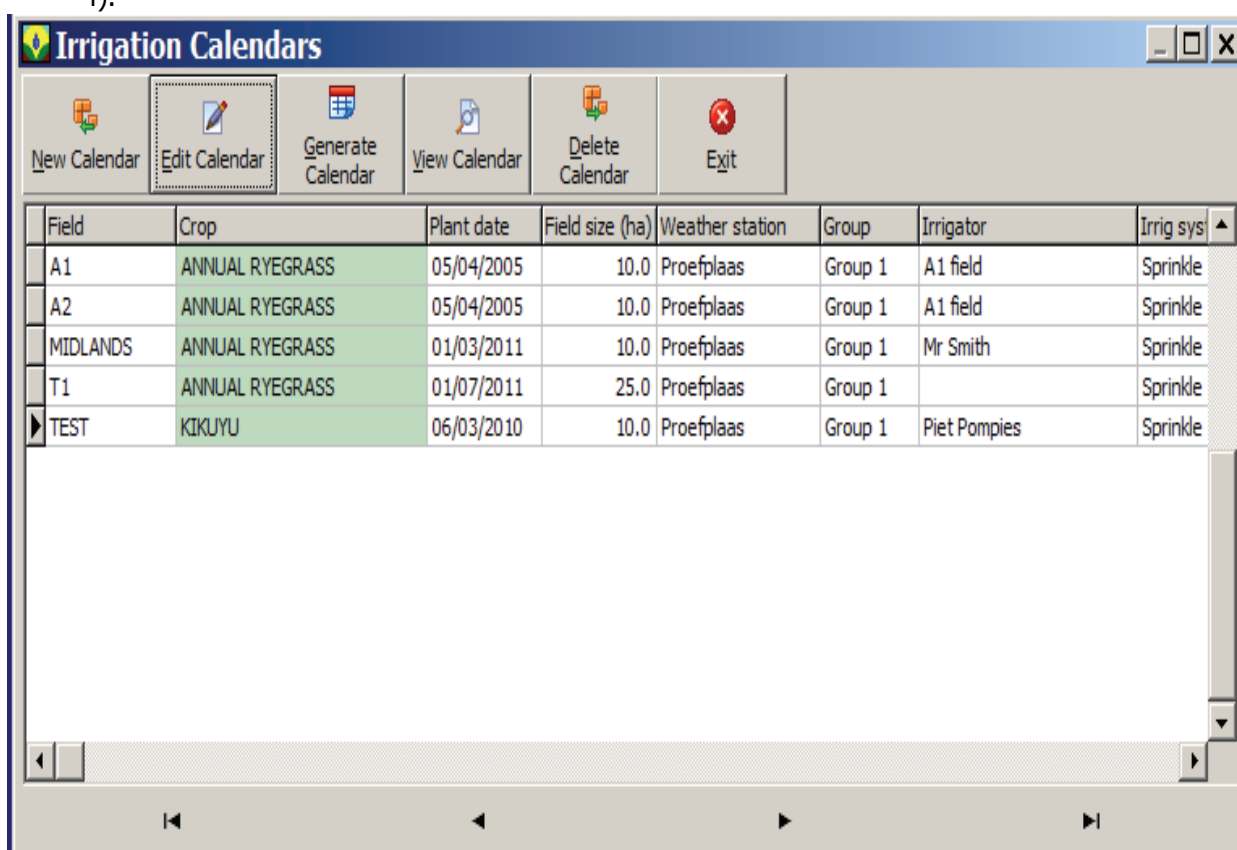 4).
Irrigation Calendars
New Calendar Edit Calendar Generate Calendar View Calendar Delete Calendar Exit
Field Crop Plant date Field size (ha) Weather station Group Irrigator Irrig sys
A1 ANNUAL RYEGRASS 05/04/2005 10.0 Proefplaas Group 1 A1 field Sprinkle
A2 ANNUAL RYEGRASS 05/04/2005 10.0 Proefplaas Group 1 A1 field Sprinkle
MIDLANDS ANNUAL RYEGRASS 01/03/2011 10.0 Proefplaas Group 1 Mr Smith Sprinkle
T1 ANNUAL RYEGRASS 01/07/2011 25.0 Proefplaas Group 1 Sprinkle
TEST KIKUYU 06/03/2010 10.0 Proefplaas Group 1 Piet Pompies Sprinkle